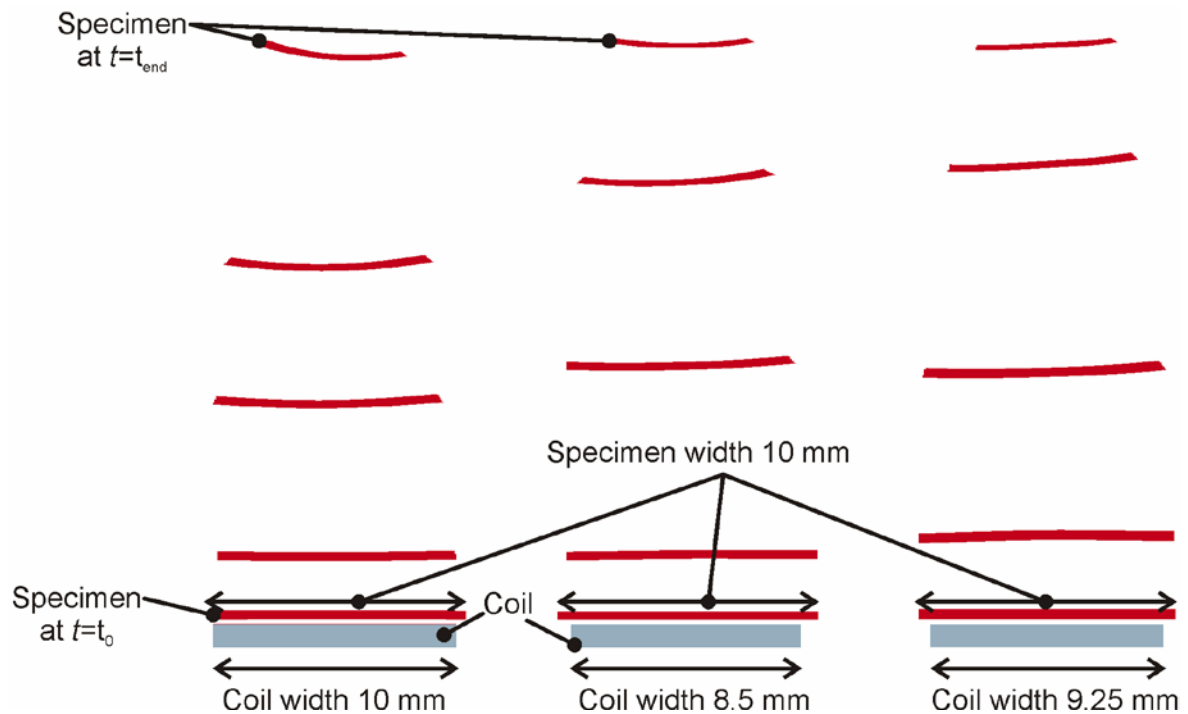 Specimen
at t=tend
Specimen width 10 mm
Specimen
at t=to
Coil
Coil width 10 mm
Coil width 8.5 mm
Coil width 9.25 mm